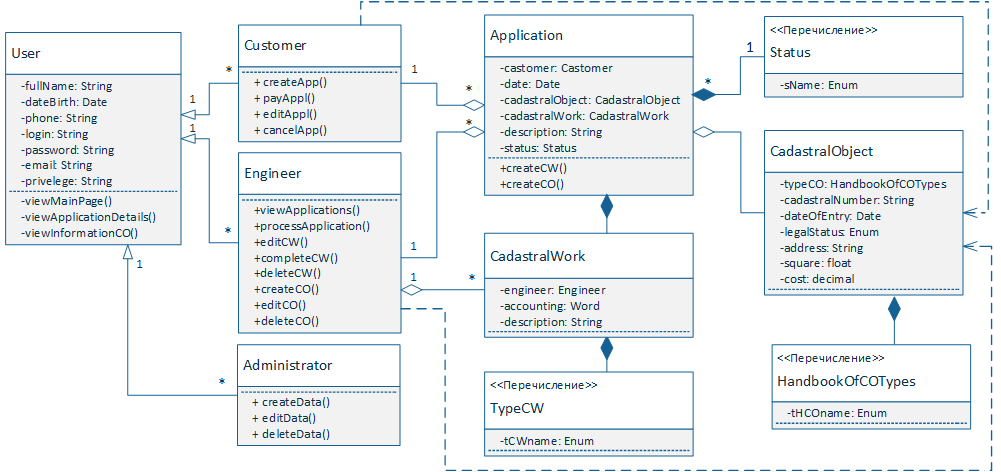 User
-fullName: String
-dateBirth: Date
-phone: String
-login: String
-password: String
-email: String
-privelege: String
-viewMainPage()
-viewApplicationDetails()
-viewInformationCO()
1
*
1
*
1
*
Customer
+ createApp()
+ payAppl()
+ editAppl()
+ cancelApp()
1
*
Engineer
+viewApplications()
+processApplication()
+editCW()
+completeCW()
+deleteCW()
+createCO()
+editCO()
+deleteCO()
1
*
1
*
Administrator
+ createData()
+ editData()
+ deleteData()
Application
-castomer: Castomer
-date: Date
-cadastralObject: CadastralObject
-cadastralWork: CadastralWork
-description: String
-status: Status
+createCW()
+createCO()
*
1
CadastralWork
-engineer: Engineer
-accounting: Word
-description: String
<<Перечисление>>
TypeCW
-tCWname: Enum
<<Перечисление>>
Status
-sName: Enum
CadastralObject
-typeCO: HandbookOfCOTypes
-cadastralNumber: String
-dateOfEntry: Date
-legalStatus: Enum
-address: String
-square: float
-cost: decimal
<<Перечисление>>
HandbookOfCOTypes
-tHCOname: Enum